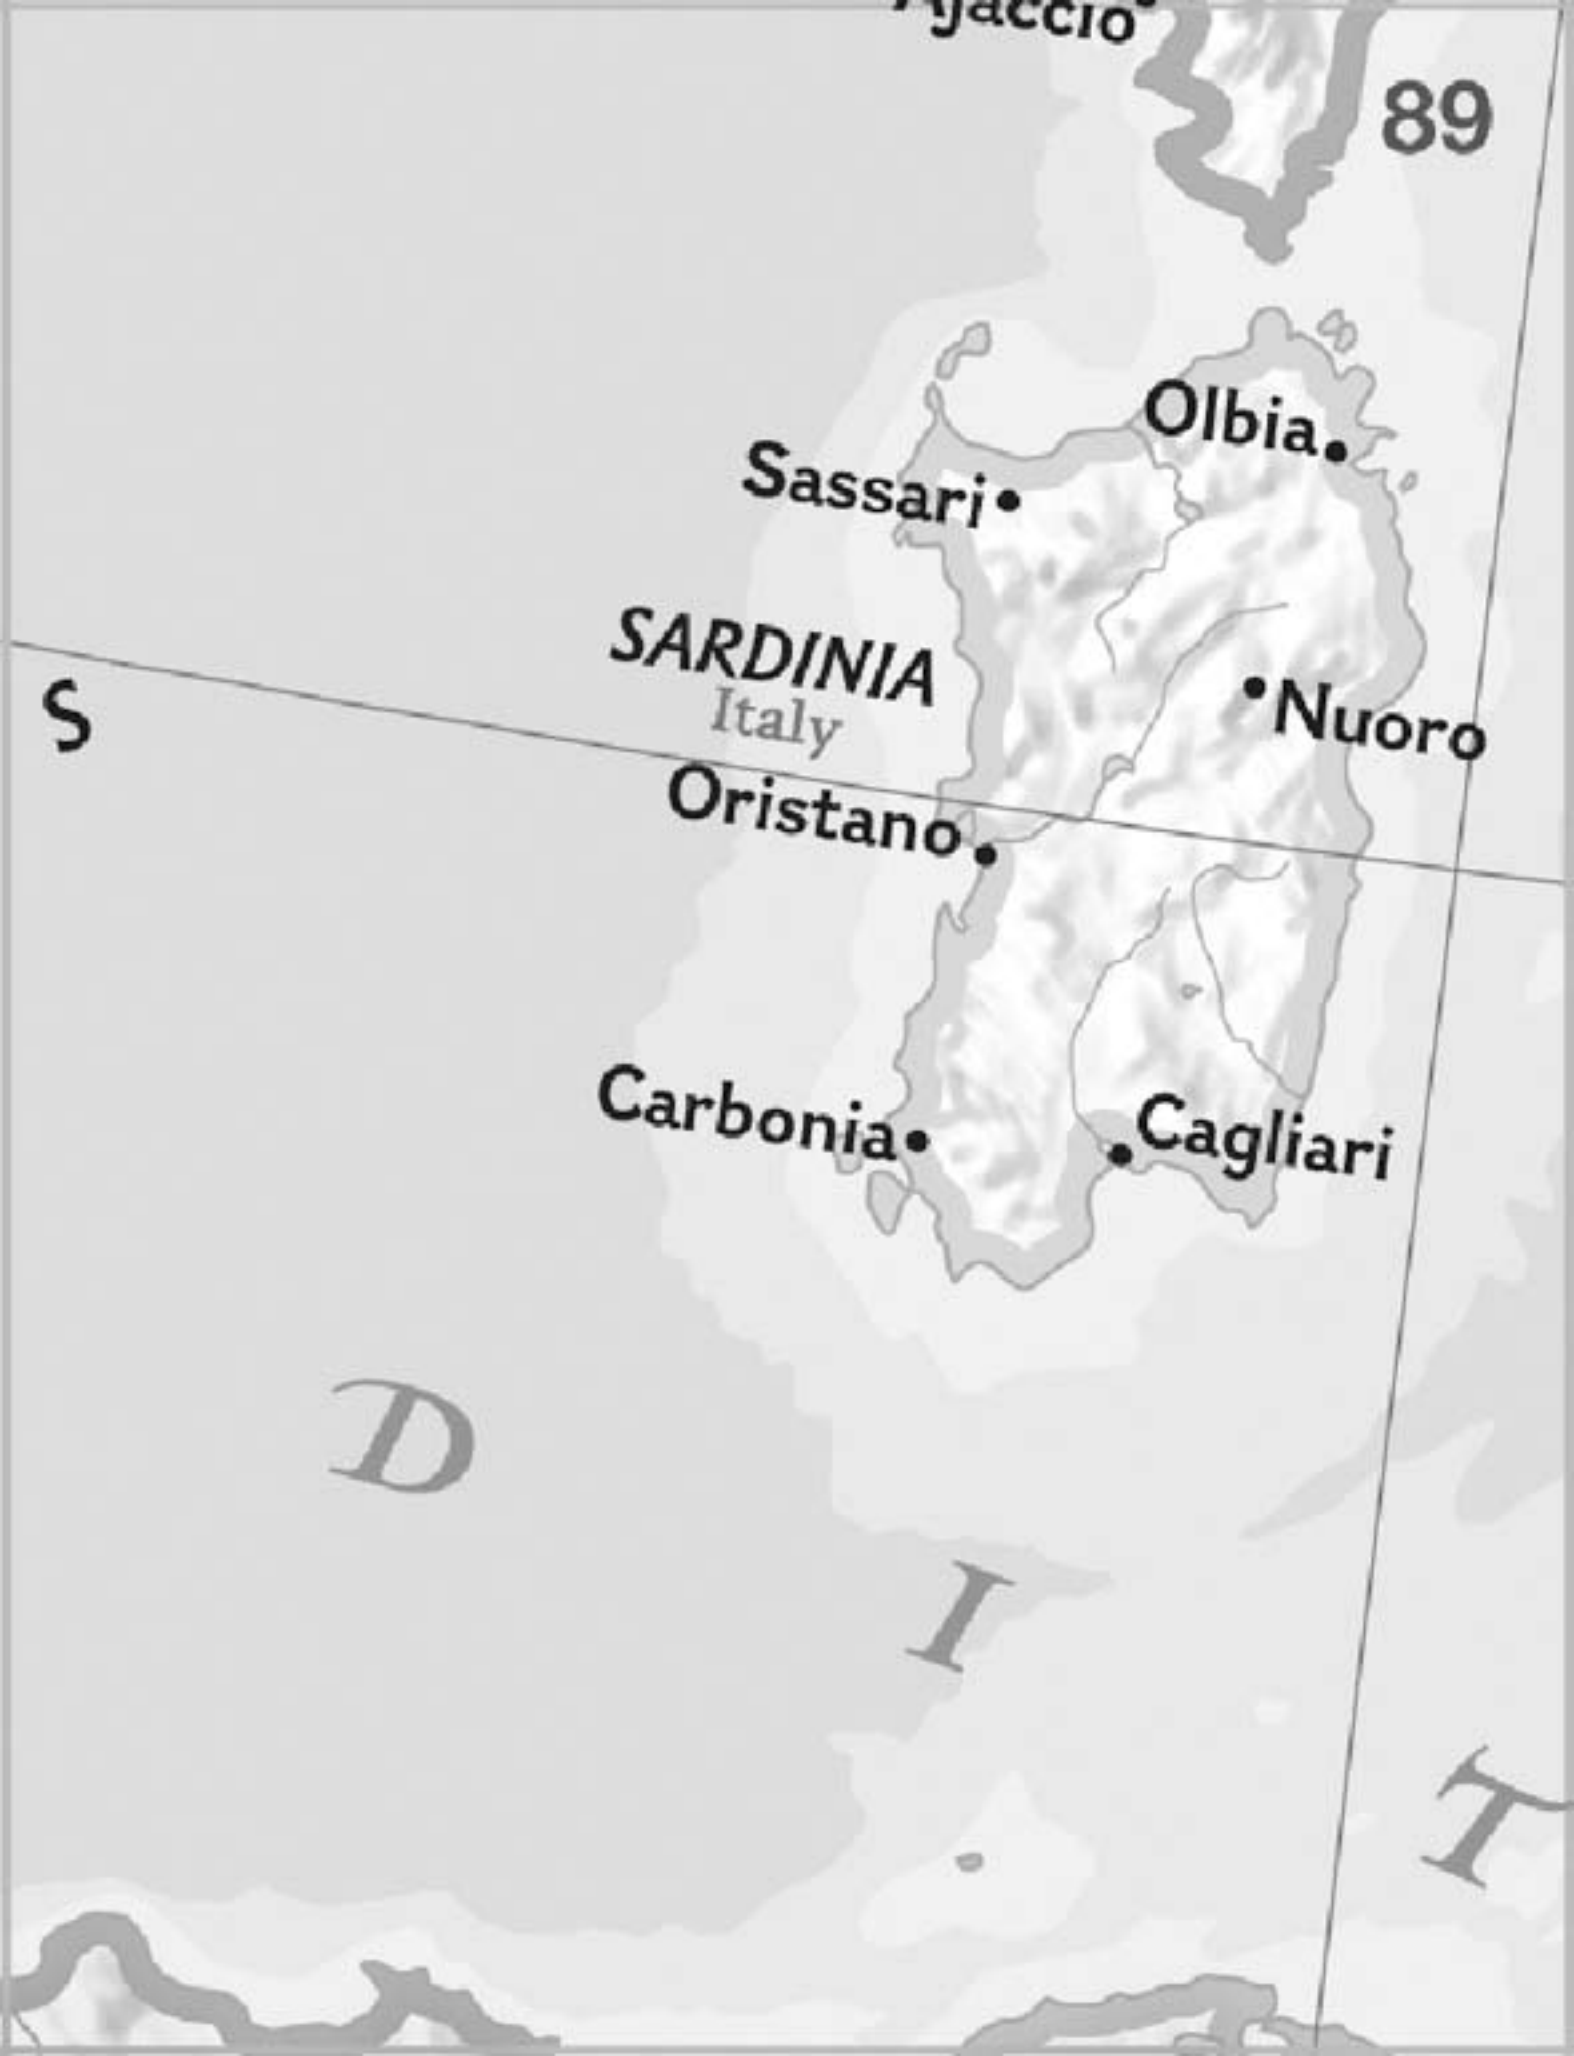 Ajaccio
89
Olbia
Sassari
SARDINIA
Italy
Nuoro
S
Oristano
Carbonia
Cagliari
D
I
T